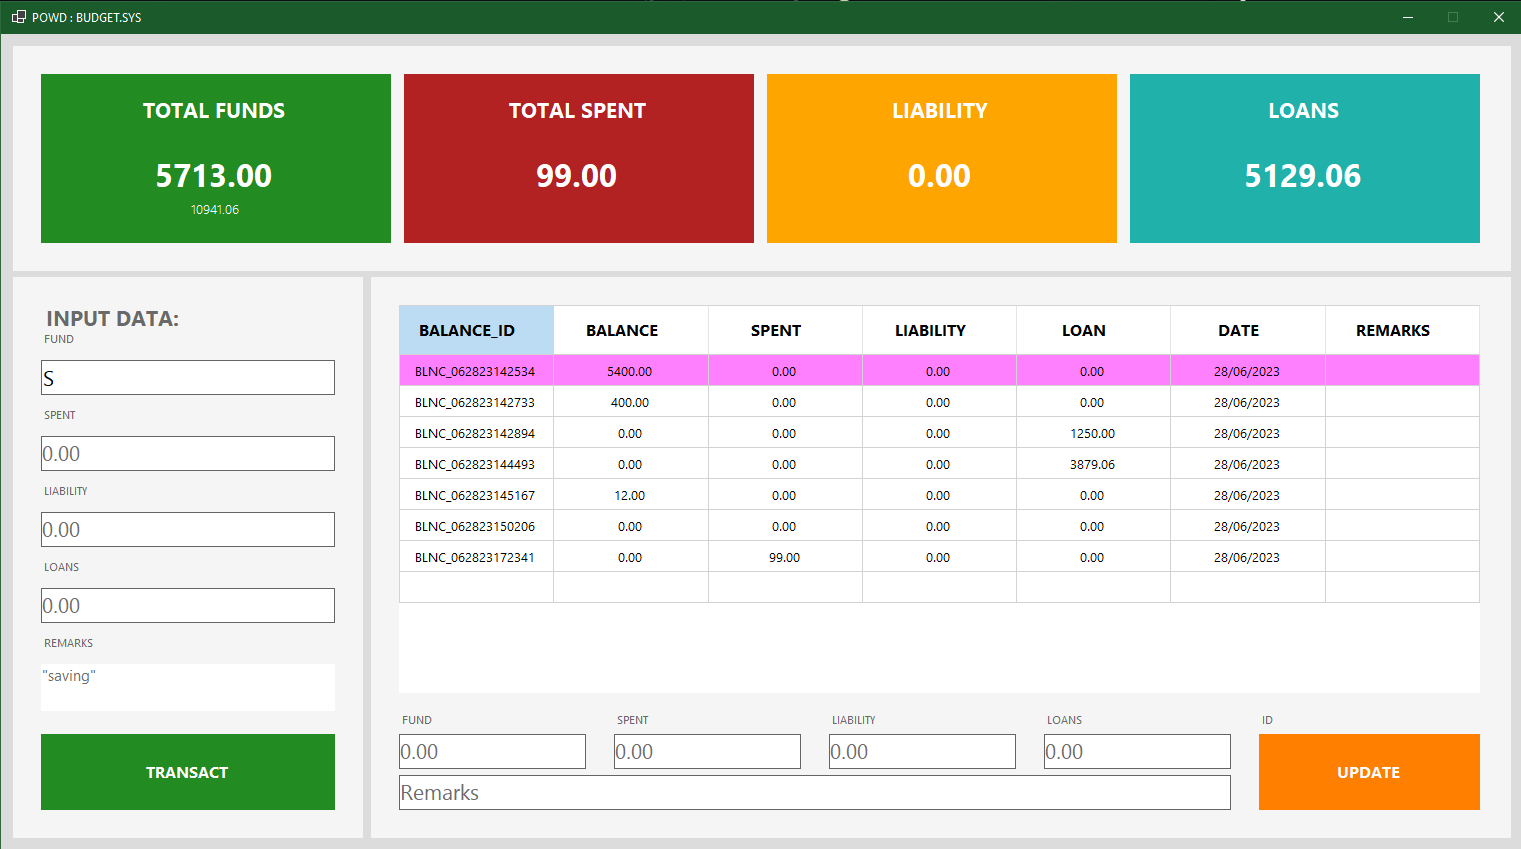 POWD : BUDGET.SYS
TOTAL FUNDS
5713.00
10941.06
TOTAL SPENT
99.00
LIABILITY
0.00
LOANS
5129.06
INPUT DATA:
FUND
S
SPENT
0.00
LIABILITY
0.00
LOANS
0.00
REMARKS
"saving"
TRANSACT
BALANCE_ID BALANCE SPENT LIABILITY LOAN DATE REMARKS
BLNC_062823142534 5400.00 0.00 0.00 0.00 28/06/2023
BLNC_062823142733 400.00 0.00 0.00 0.00 28/06/2023
BLNC_062823142894 0.00 0.00 0.00 1250.00 28/06/2023
BLNC_062823144493 0.00 0.00 0.00 3879.06 28/06/2023
BLNC_062823145167 12.00 0.00 0.00 0.00 28/06/2023
BLNC_062823150206 0.00 0.00 0.00 0.00 28/06/2023
BLNC_062823172341 0.00 99.00 0.00 0.00 28/06/2023
FUND SPENT LIABILITY LOANS ID
0.00 0.00 0.00 0.00
Remarks
UPDATE